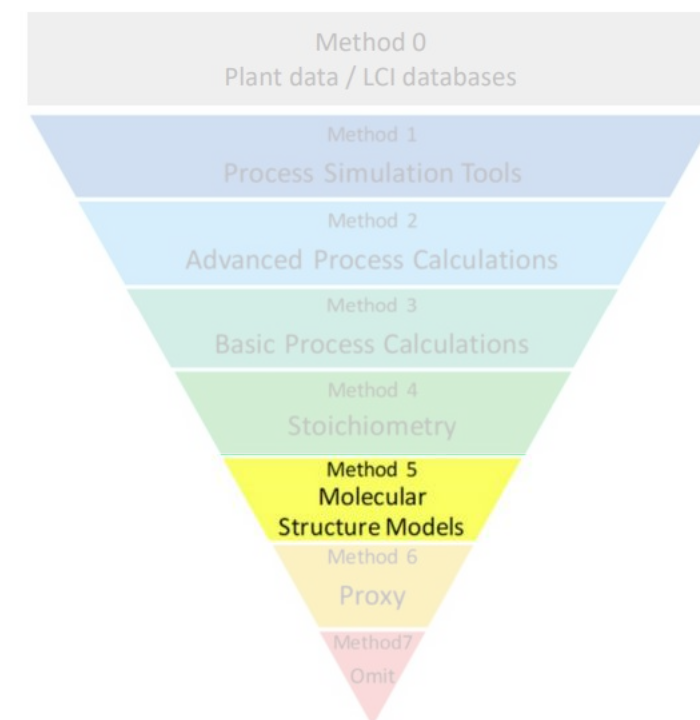 Method 0
Plant data / LCI databases
Method 1
Process Simulation Tools
Method 2
Advanced Process Calculations
Method 3
Basic Process Calculations
Method 4
Stoichiometry
Method 5
Molecular
Structure Models
Method 6
Proxy
Method7
Omit